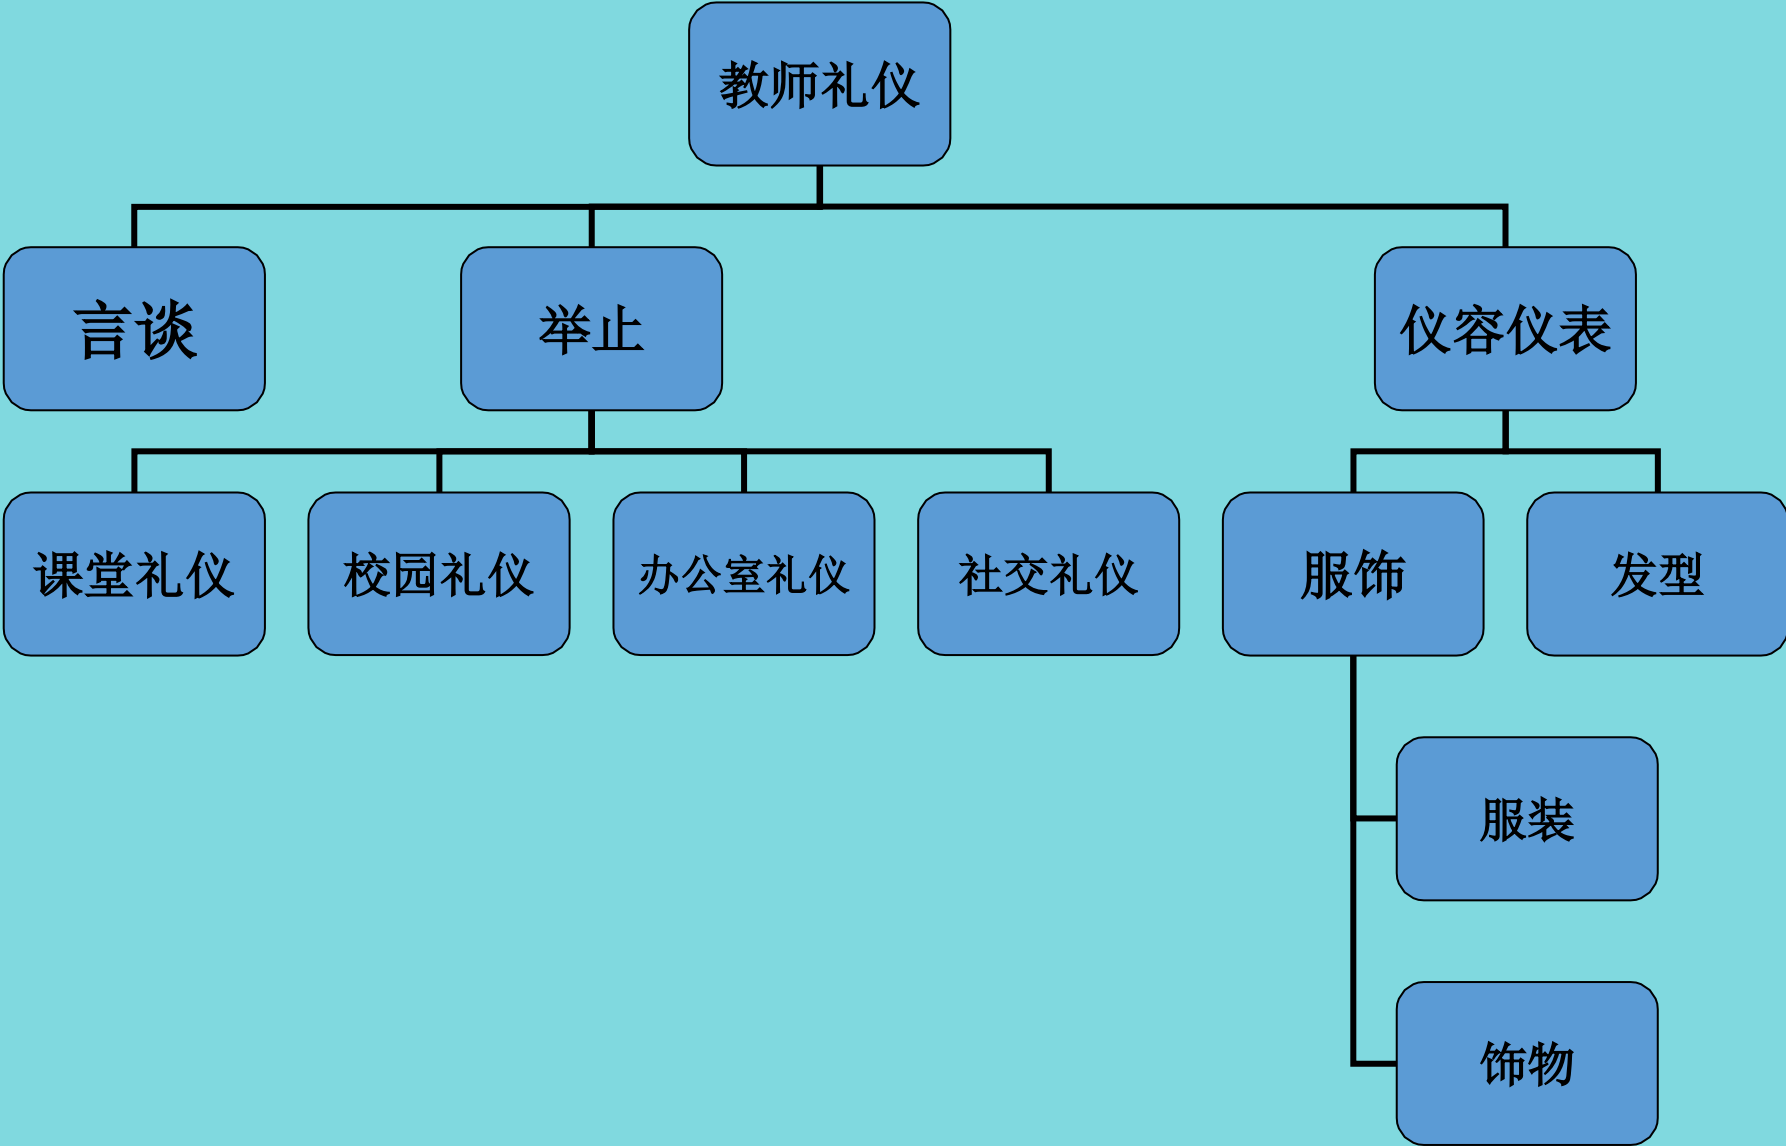 教师礼仪
言谈
举止
仪容仪表
课堂礼仪
校园礼仪
办公室礼仪
社交礼仪
服饰
发型
服装
饰物